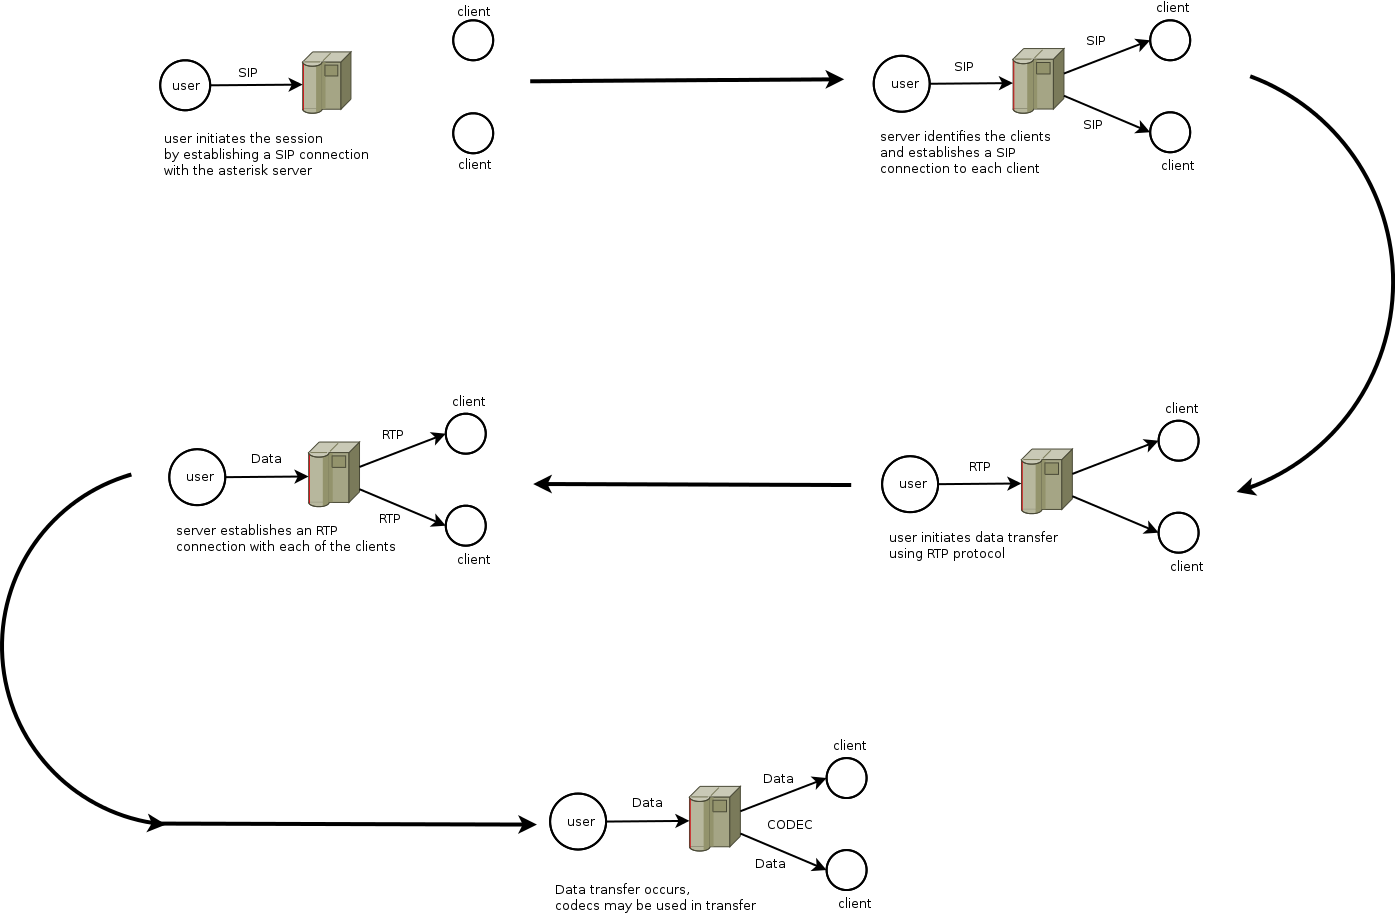 client
SIP
user
client
user initiates the session
by establishing a SIP connection
with the asterisk server
client
SIP
SIP
user
SIP
client
server identifies the clients
and establishes a SIP
connection to each client
client
RTP
user
client
user initiates data transfer
using RTP protocol
client
RTP
Data
user
RTP
client
server establishes an RTP
connection with each of the clients
client
Data
Data
user
CODEC
Data
client
Data transfer occurs,
codecs may be used in transfer